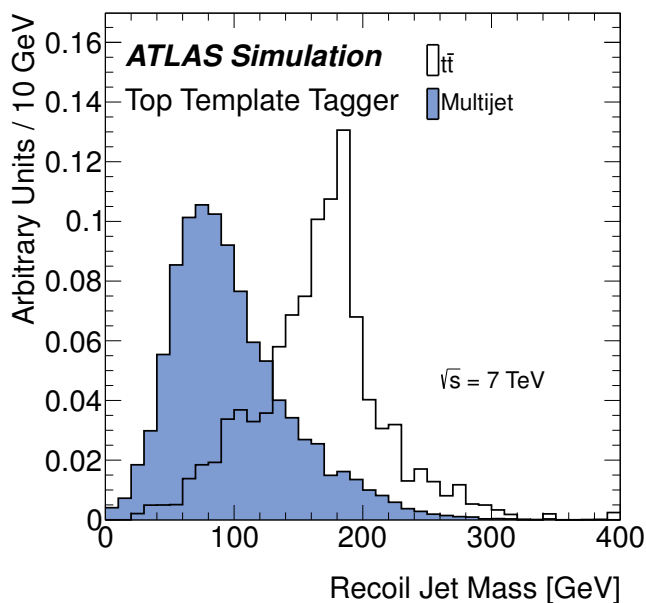 ATLAS Simulation
Top Template Tagger
tt̄
Multijet
√s = 7 TeV
Arbitrary Units / 10 GeV
0.16
0.14
0.12
0.1
0.08
0.06
0.04
0.02
0
0 100 200 300 400
Recoil Jet Mass [GeV]